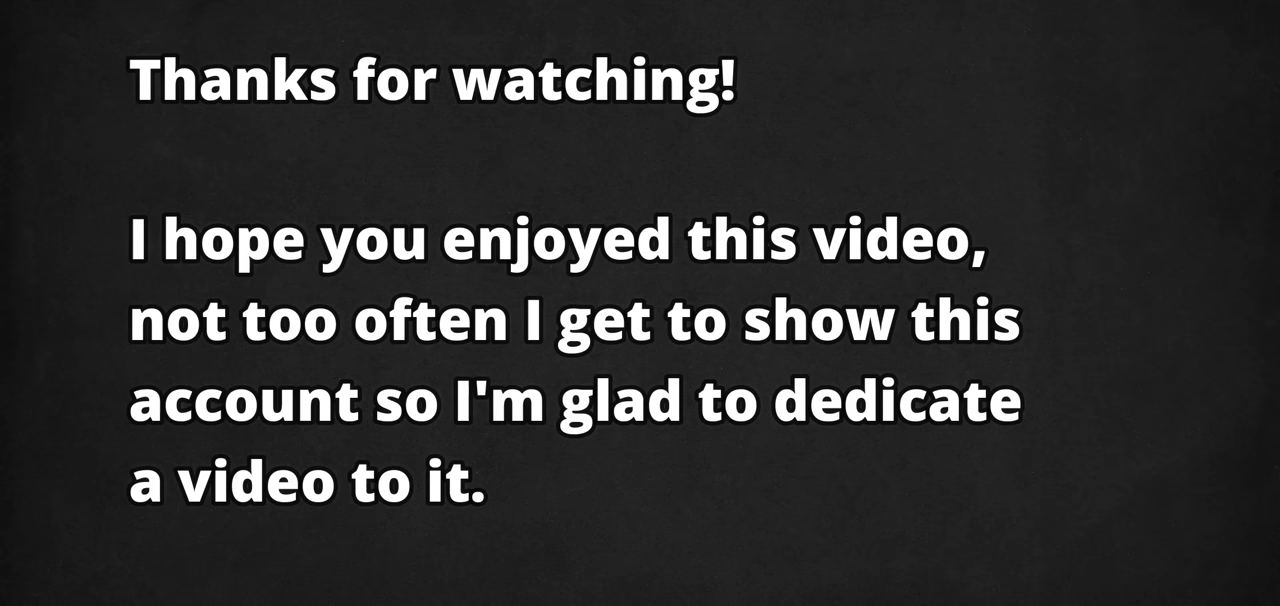 Thanks for watching!
I hope you enjoyed this video,
not too often I get to show this
account so I'm glad to dedicate
a video to it.